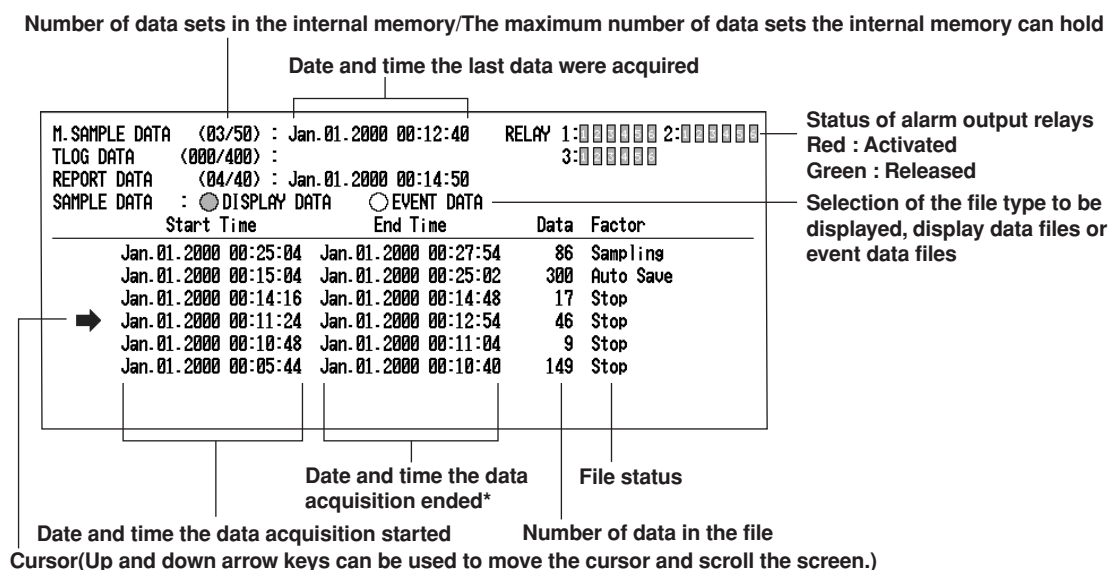 Number of data sets in the internal memory/The maximum number of data sets the internal memory can hold
Date and time the last data were acquired
M.SAMPLE DATA (03/50) : Jan.01.2000 00:12:40 RELAY 1:123456 2:123456
TLOG DATA (000/400) : 3:123456
REPORT DATA (04/40) : Jan.01.2000 00:14:50
SAMPLE DATA : DISPLAY DATA EVENT DATA
Start Time End Time Data Factor
Jan.01.2000 00:25:04 Jan.01.2000 00:27:54 86 Sampling
Jan.01.2000 00:15:04 Jan.01.2000 00:25:02 300 Auto Save
Jan.01.2000 00:14:16 Jan.01.2000 00:14:48 17 Stop
Jan.01.2000 00:11:24 Jan.01.2000 00:12:54 46 Stop
Jan.01.2000 00:10:48 Jan.01.2000 00:11:04 9 Stop
Jan.01.2000 00:05:44 Jan.01.2000 00:10:40 149 Stop
Status of alarm output relays
Red : Activated
Green : Released
Selection of the file type to be
displayed, display data files or
event data files
Date and time the data
acquisition ended*
File status
Date and time the data acquisition started
Number of data in the file
Cursor(Up and down arrow keys can be used to move the cursor and scroll the screen.)